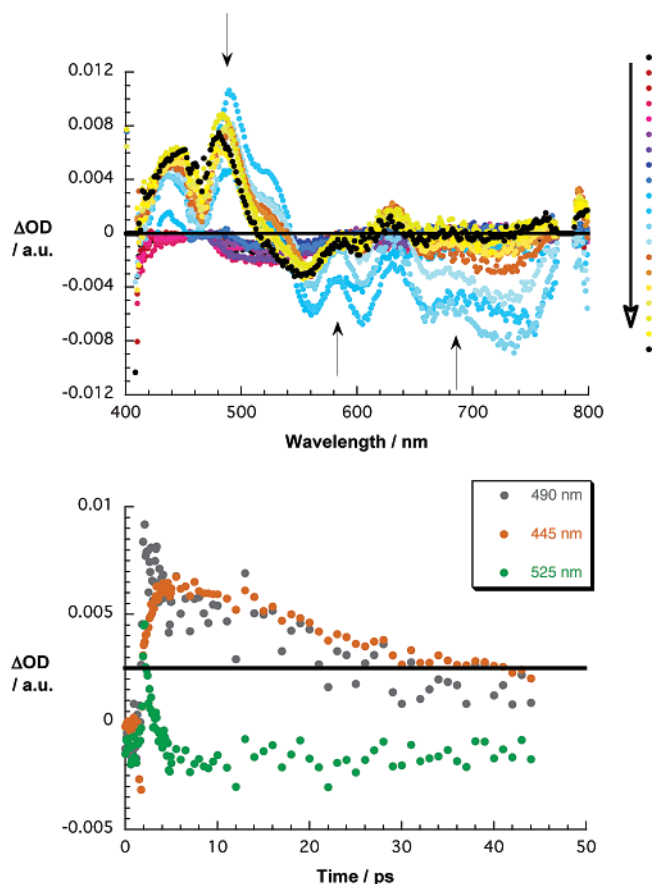 0.012
0.008
0.004
ΔOD
0
/ a.u.
-0.004
-0.008
-0.012
400 500 600 700 800
Wavelength / nm
0.01
490 nm
445 nm
0.005
525 nm
ΔOD
/ a.u.
0
-0.005
0 10 20 30 40 50
Time / ps